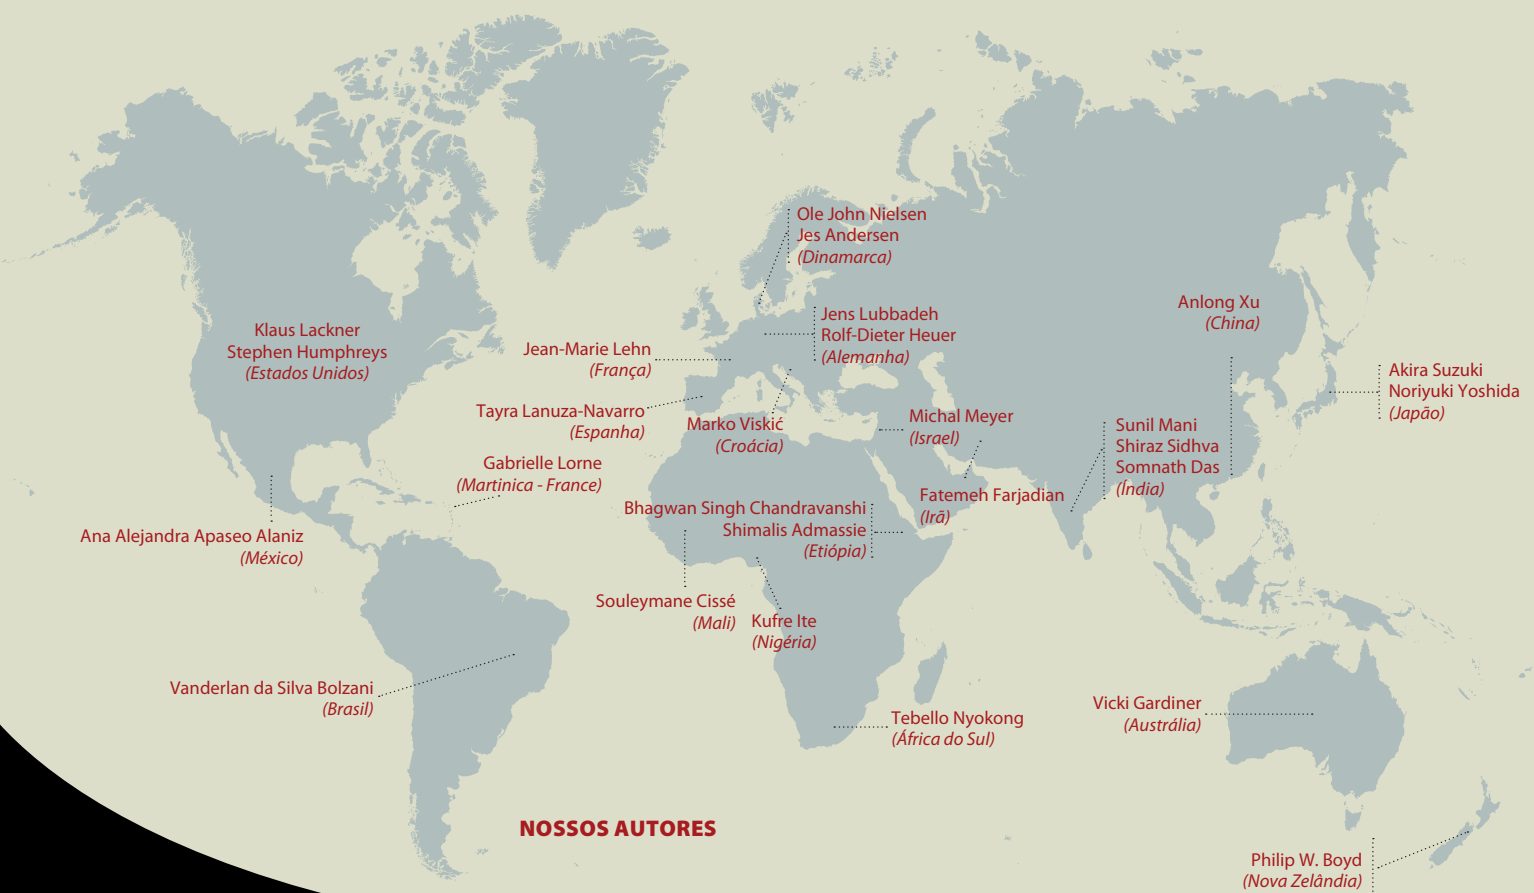 Ole John Nielsen
Jes Andersen
(Dinamarca)
Anlong Xu
(China)
Jens Lubbadeh
Rolf-Dieter Heuer
(Alemanha)
Klaus Lackner
Stephen Humphreys
(Estados Unidos)
Jean-Marie Lehn
(França)
Akira Suzuki
Noriyuki Yoshida
(Japão)
Tayra Lanuza-Navarro
(Espanha)
Marko Viskić
(Croácia)
Michal Meyer
(Israel)
Sunil Mani
Shiraz Sidhva
Somnath Das
(Índia)
Gabrielle Lorne
(Martinica - France)
Fatemeh Farjadian
(Irã)
Bhagwan Singh Chandravanshi
Shimalis Admassie
(Etiópia)
Ana Alejandra Apaseo Alaniz
(México)
Souleymane Cissé
(Mali)
Kufre Ite
(Nigéria)
Vanderlan da Silva Bolzani
(Brasil)
Tebello Nyokong
(África do Sul)
Vicki Gardiner
(Austrália)
NOSSOS AUTORES
Philip W. Boyd
(Nova Zelândia)